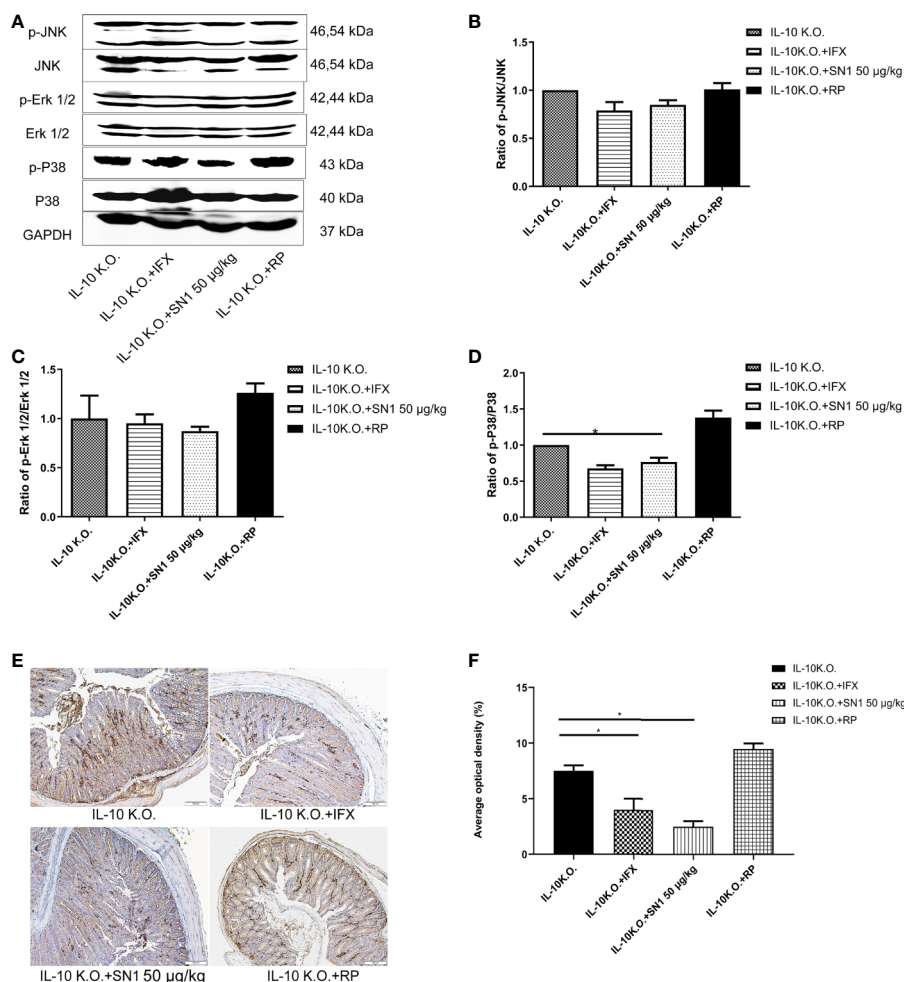 A
p-JNK
46,54 kDa
JNK
46,54 kDa
p-Erk 1/2
42,44 kDa
Erk 1/2
42,44 kDa
p-P38
43 kDa
P38
40 kDa
GAPDH
37 kDa
IL-10 K.O.
IL-10 K.O.+IFX
IL-10 K.O.+SN1 50 µg/kg
IL-10 K.O.+RP
B
Ratio of p-JNK/JNK
1.5
1.0
0.5
0.0
IL-10 K.O.
IL-10K.O.+IFX
IL-10K.O.+SN1 50 µg/kg
IL-10K.O.+RP
IL-10 K.O.
IL-10K.O.+IFX
IL-10K.O.+SN1 50 µg/kg
IL-10K.O.+RP
C
Ratio of p-Erk 1/2/Erk 1/2
1.5
1.0
0.5
0.0
IL-10 K.O.
IL-10K.O.+IFX
IL-10K.O.+SN1 50 µg/kg
IL-10K.O.+RP
IL-10 K.O.
IL-10K.O.+IFX
IL-10K.O.+SN1 50 µg/kg
IL-10K.O.+RP
D
Ratio of p-P38/P38
2.0
1.5
1.0
0.5
0.0
*
IL-10 K.O.
IL-10K.O.+IFX
IL-10K.O.+SN1 50 µg/kg
IL-10K.O.+RP
IL-10 K.O.
IL-10K.O.+IFX
IL-10K.O.+SN1 50 µg/kg
IL-10K.O.+RP
E
IL-10 K.O.
IL-10 K.O.+IFX
IL-10 K.O.+SN1 50 µg/kg
IL-10 K.O.+RP
F
Average optical density (%)
15
10
5
0
*
*
IL-10K.O.
IL-10K.O.+IFX
IL-10K.O.+SN1 50 µg/kg
IL-10K.O.+RP
IL-10K.O.
IL-10K.O.+IFX
IL-10K.O.+SN1 50 µg/kg
IL-10K.O.+RP